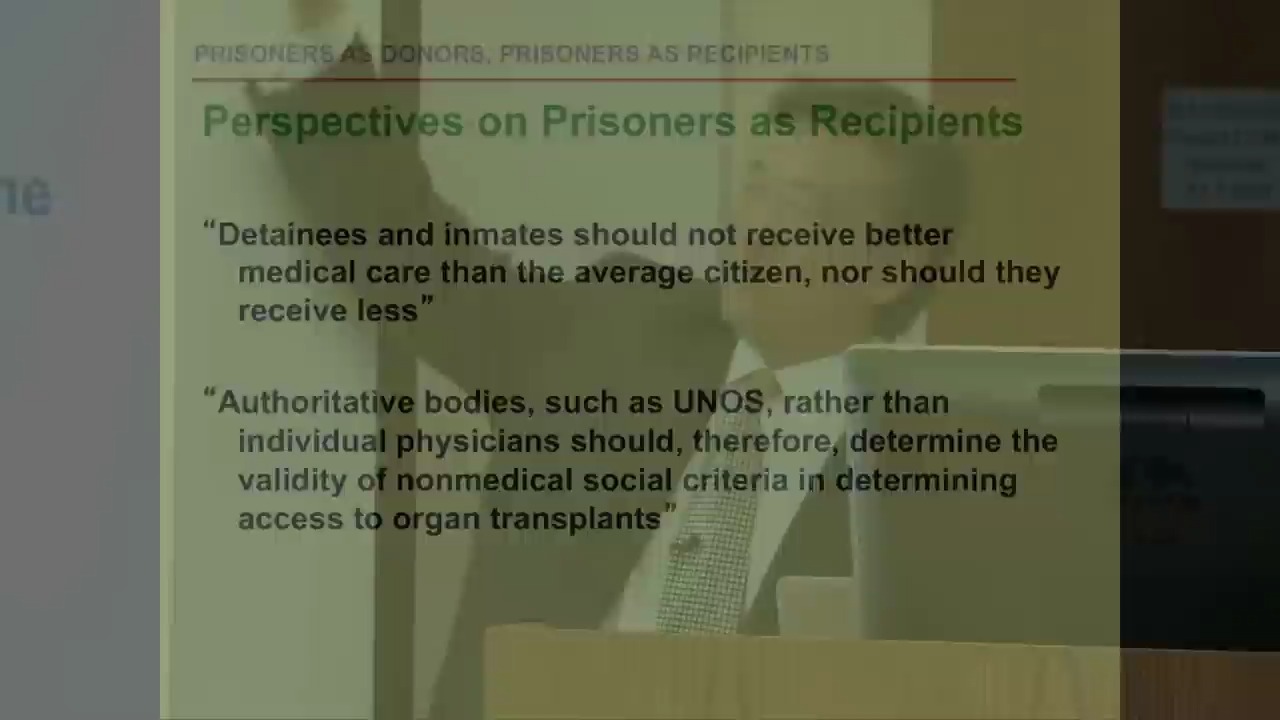 PRISONERS AS DONORS, PRISONERS AS RECIPIENTS
Perspectives on Prisoners as Recipients
“Detainees and inmates should not receive better
medical care than the average citizen, nor should they
receive less”
“Authoritative bodies, such as UNOS, rather than
individual physicians should, therefore, determine the
validity of nonmedical social criteria in determining
access to organ transplants”